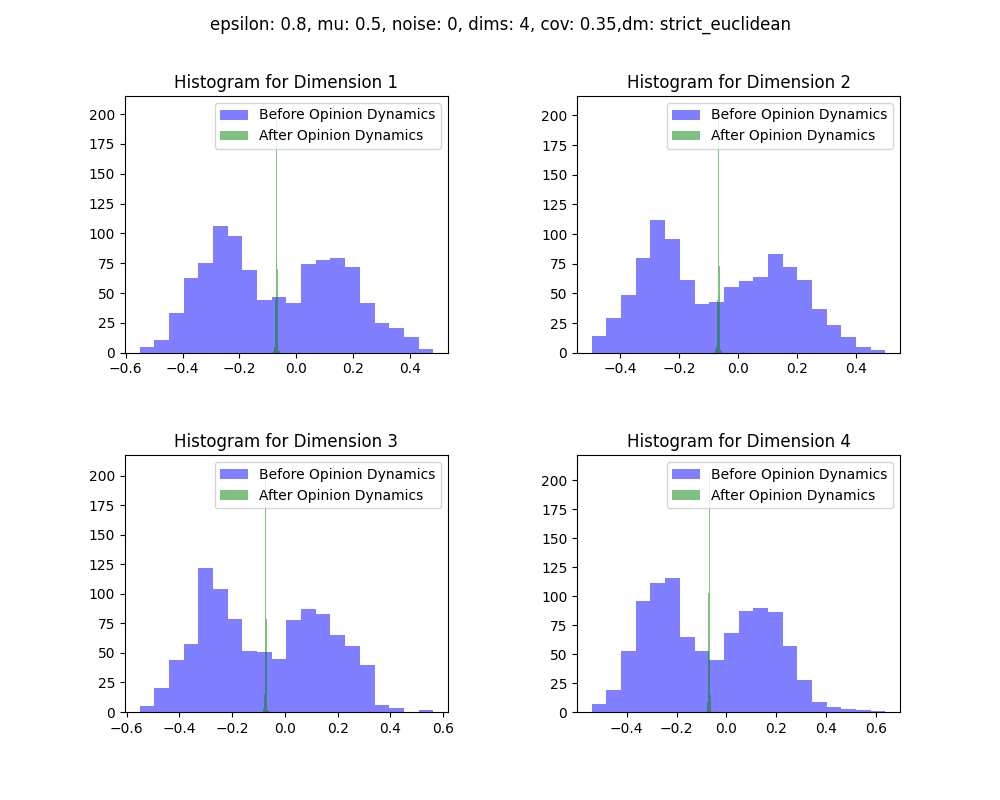 epsilon: 0.8, mu: 0.5, noise: 0, dims: 4, cov: 0.35,dm: strict_euclidean
Histogram for Dimension 1
Before Opinion Dynamics
After Opinion Dynamics
200
175
150
125
100
75
50
25
0
−0.6 −0.4 −0.2 0.0 0.2 0.4
Histogram for Dimension 2
Before Opinion Dynamics
After Opinion Dynamics
200
175
150
125
100
75
50
25
0
−0.4 −0.2 0.0 0.2 0.4
Histogram for Dimension 3
Before Opinion Dynamics
After Opinion Dynamics
200
175
150
125
100
75
50
25
0
−0.6 −0.4 −0.2 0.0 0.2 0.4 0.6
Histogram for Dimension 4
Before Opinion Dynamics
After Opinion Dynamics
200
175
150
125
100
75
50
25
0
−0.4 −0.2 0.0 0.2 0.4 0.6